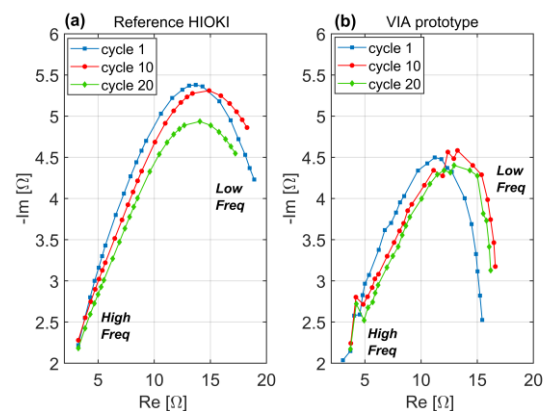 (a) Reference HIOKI
6
5.5
5
4.5
4
3.5
3
2.5
2
-Im [Ω]
cycle 1
cycle 10
cycle 20
Low
Freq
High
Freq
5 10 15 20
Re [Ω]
(b) VIA prototype
6
5.5
5
4.5
4
3.5
3
2.5
2
-Im [Ω]
cycle 1
cycle 10
cycle 20
Low
Freq
High
Freq
0 5 10 15 20
Re [Ω]